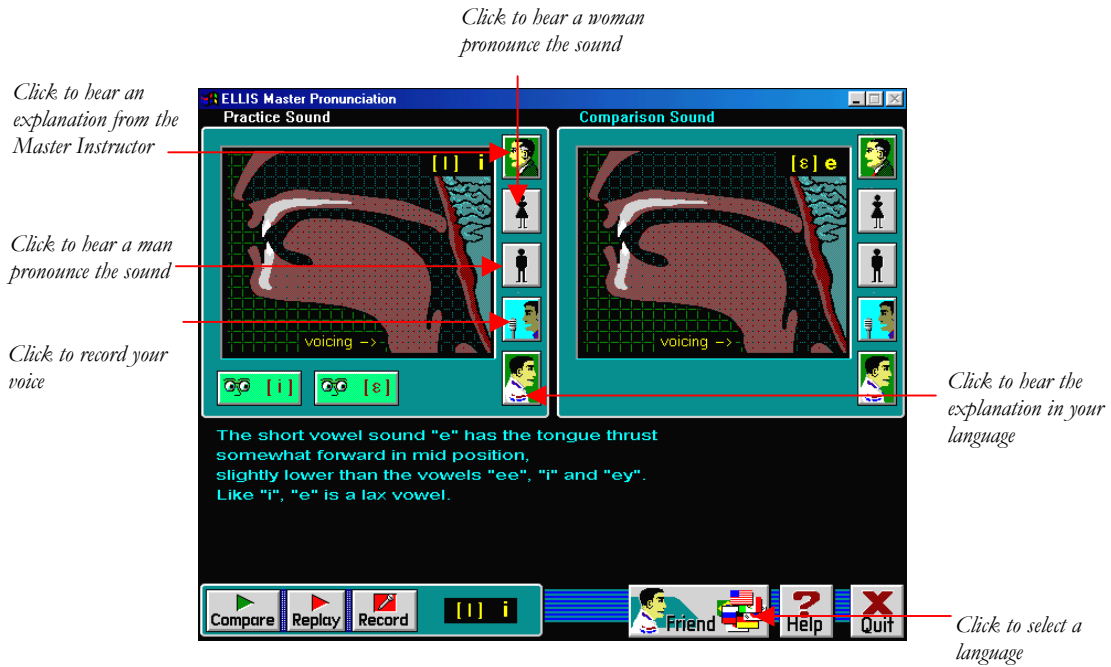 Click to hear a woman
pronounce the sound
Click to hear an
explanation from the
Master Instructor
ELLIS Master Pronunciation
Practice Sound
Comparison Sound
[I] i
[ε] e
Click to hear a man
pronounce the sound
voicing ->
voicing ->
Click to record your
voice
[i]
[ε]
Click to hear the
explanation in your
language
The short vowel sound "e" has the tongue thrust
somewhat forward in mid position,
slightly lower than the vowels "ee", "i" and "ey".
Like "i", "e" is a lax vowel.
Compare
Replay
Record
[I] i
Friend
?
Help
X
Quit
Click to select a
language